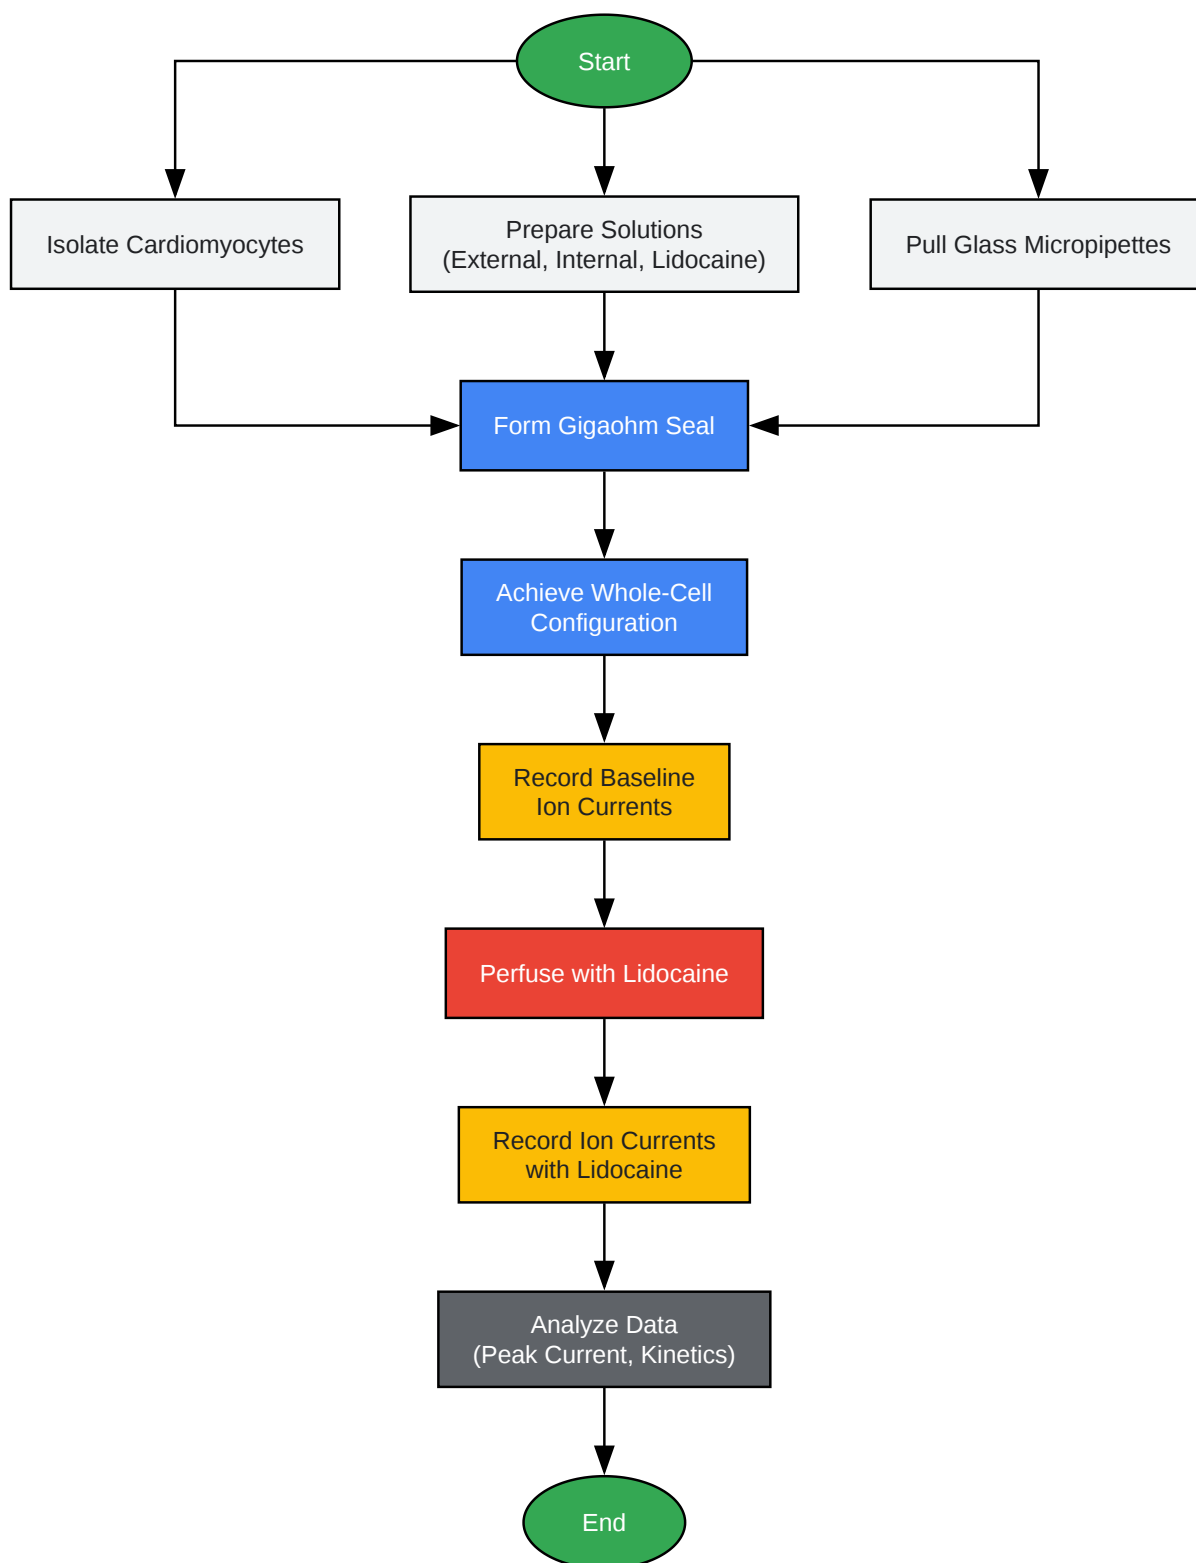 Start
Isolate Cardiomyocytes
Prepare Solutions
(External, Internal, Lidocaine)
Pull Glass Micropipettes
Form Gigaohm Seal
Achieve Whole-Cell
Configuration
Record Baseline
Ion Currents
Perfuse with Lidocaine
Record Ion Currents
with Lidocaine
Analyze Data
(Peak Current, Kinetics)
End